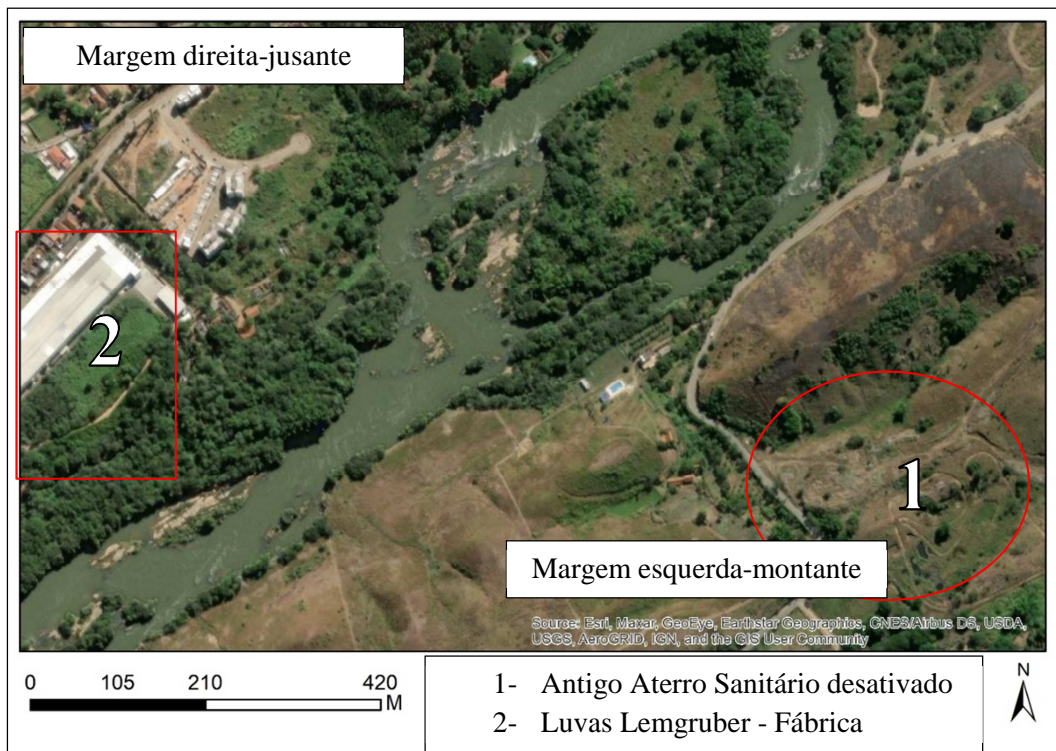 Margem direita-jusante
2
1
Margem esquerda-montante
Source: Esri, Maxar, GeoEye, Earthstar Geographics, CNES/Airbus DS, USDA,
USGS, AeroGRID, IGN, and the GIS User Community
0 105 210 420
M
1- Antigo Aterro Sanitário desativado
2- Luvas Lemgruber - Fábrica
N